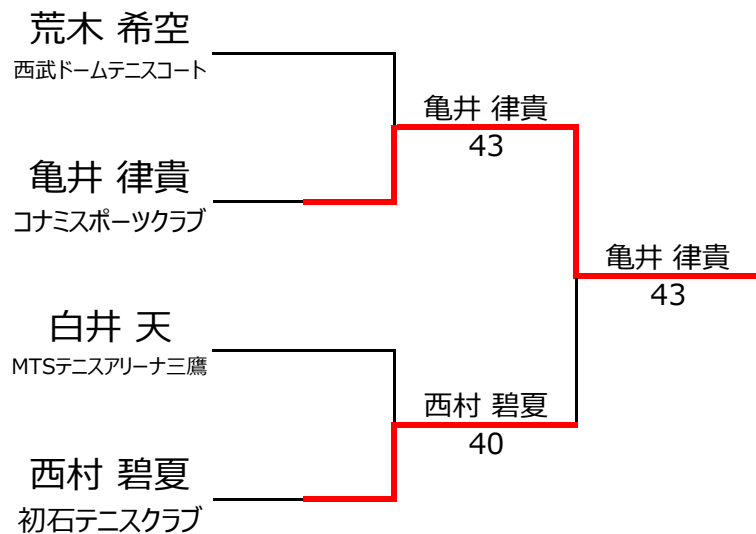 荒木 希空
西武ドームテニスコート
亀井 律貴
43
亀井 律貴
コナミスポーツクラブ
亀井 律貴
43
白井 天
MTSテニスアリーナ三鷹
西村 碧夏
40
西村 碧夏
初石テニスクラブ